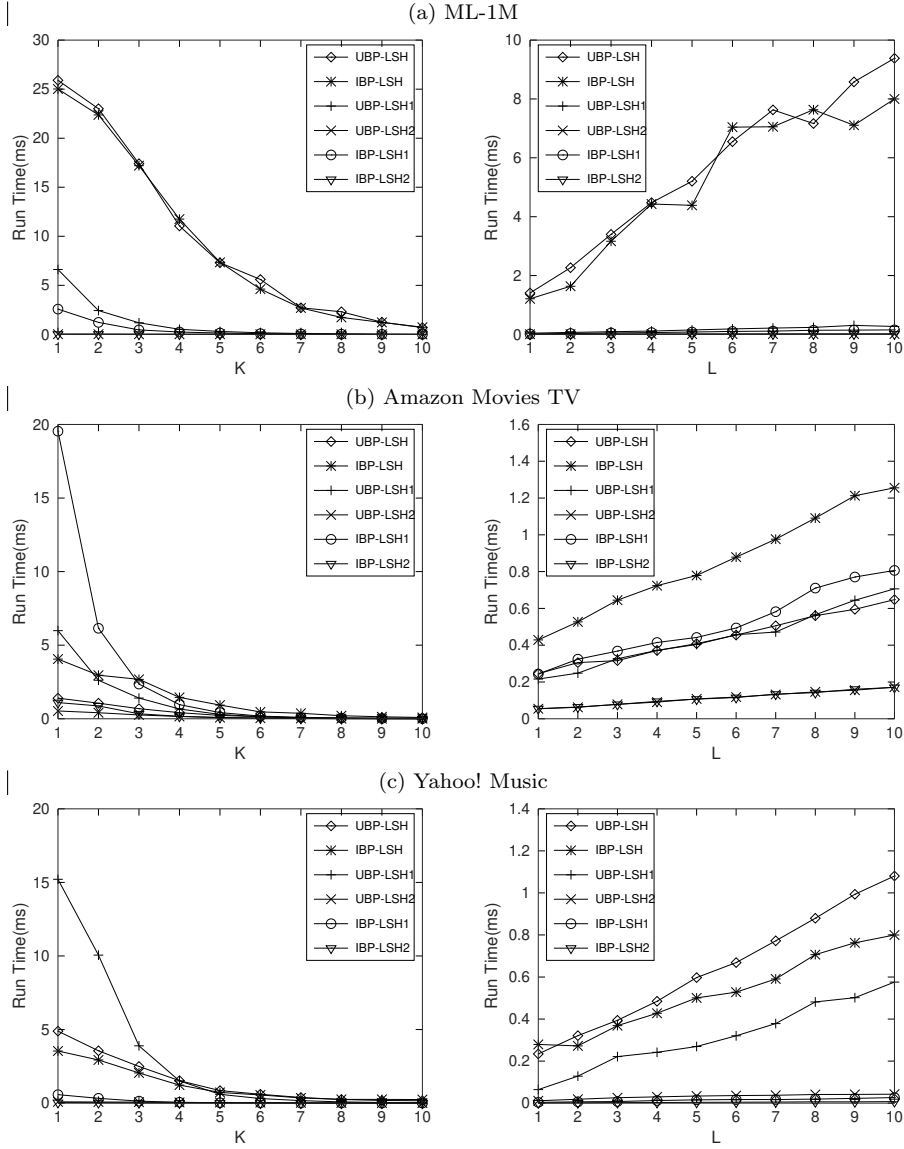 (a) ML-1M
30
25
20
15
10
5
0
1 2 3 4 5 6 7 8 9 10
K
Run Time(ms)
UBP-LSH
IBP-LSH
UBP-LSH1
UBP-LSH2
IBP-LSH1
IBP-LSH2
10
8
6
4
2
0
1 2 3 4 5 6 7 8 9 10
L
Run Time(ms)
UBP-LSH
IBP-LSH
UBP-LSH1
UBP-LSH2
IBP-LSH1
IBP-LSH2
(b) Amazon Movies TV
20
15
10
5
0
1 2 3 4 5 6 7 8 9 10
K
Run Time(ms)
UBP-LSH
IBP-LSH
UBP-LSH1
UBP-LSH2
IBP-LSH1
IBP-LSH2
1.6
1.4
1.2
1
0.8
0.6
0.4
0.2
0
1 2 3 4 5 6 7 8 9 10
L
Run Time(ms)
UBP-LSH
IBP-LSH
UBP-LSH1
UBP-LSH2
IBP-LSH1
IBP-LSH2
(c) Yahoo! Music
20
15
10
5
0
1 2 3 4 5 6 7 8 9 10
K
Run Time(ms)
UBP-LSH
IBP-LSH
UBP-LSH1
UBP-LSH2
IBP-LSH1
IBP-LSH2
1.4
1.2
1
0.8
0.6
0.4
0.2
0
1 2 3 4 5 6 7 8 9 10
L
Run Time(ms)
UBP-LSH
IBP-LSH
UBP-LSH1
UBP-LSH2
IBP-LSH1
IBP-LSH2